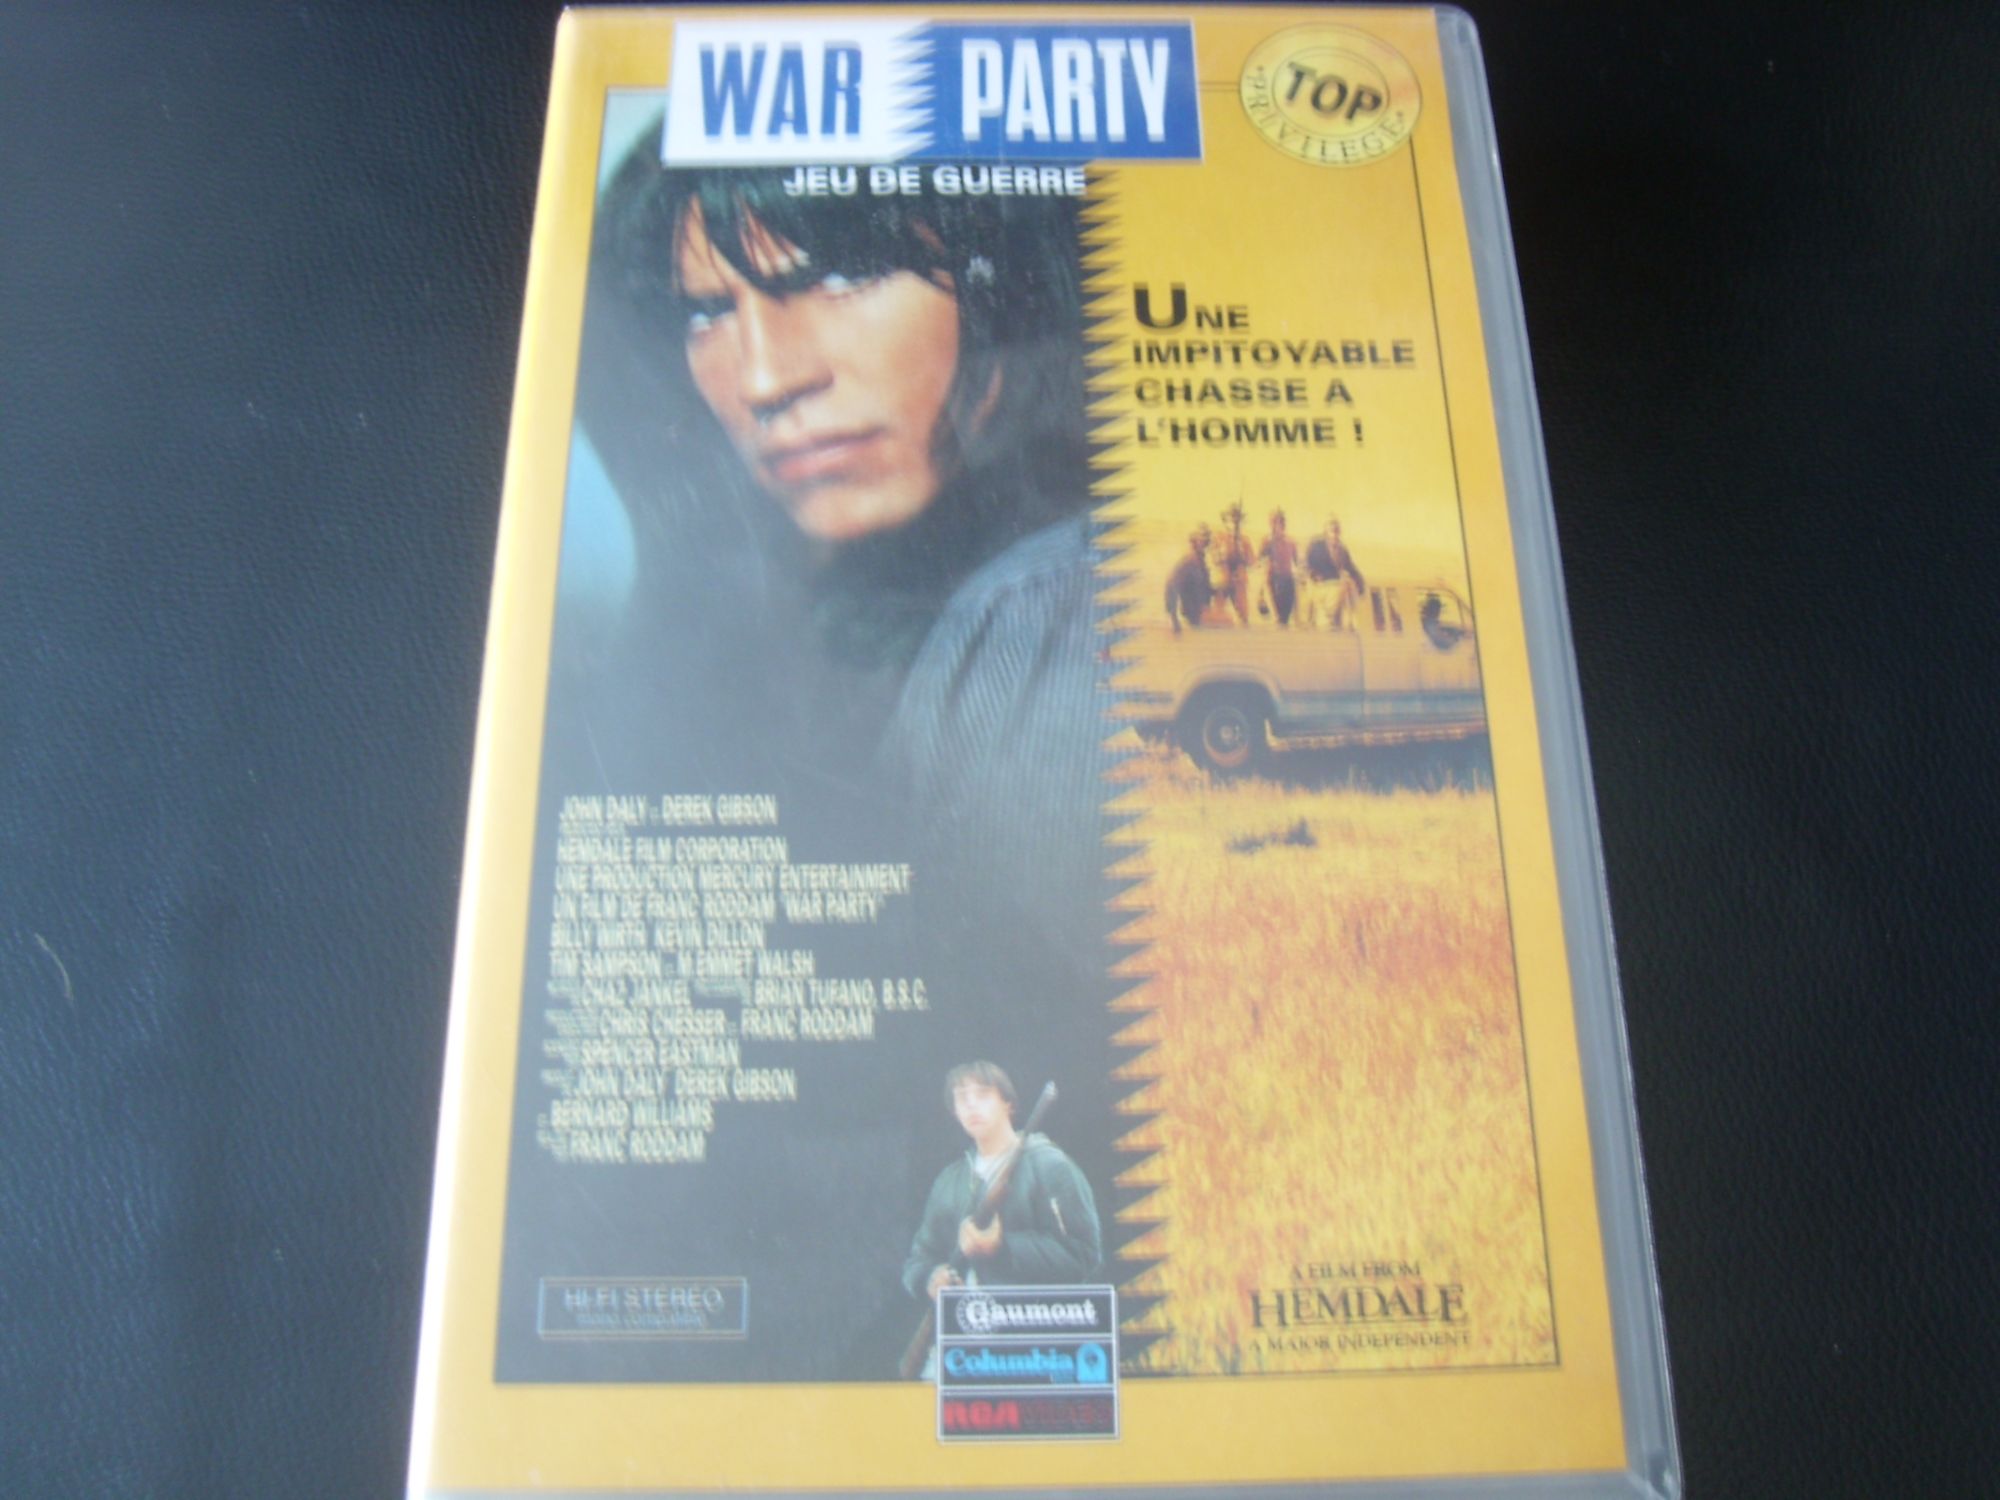 WAR PARTY
TOP
PRIVILEGE
JEU DE GUERRE
UNE
IMPITOYABLE
CHASSE A
L'HOMME !
JOHN DALY ET DEREK GIBSON
HEMDALE FILM CORPORATION
UNE PRODUCTION MERCURY ENTERTAINMENT
UN FILM DE FRANC RODDAM "WAR PARTY"
BILLY WIRTH KEVIN DILLON
TIM SAMPSON ET M. EMMET WALSH
CHAZ JANKEL BRIAN TUFANO, B.S.C.
CHRIS CHESSER ET FRANC RODDAM
SPENCER EASTMAN
JOHN DALY DEREK GIBSON
BERNARD WILLIAMS
FRANC RODDAM
HI-FI STEREO
Gaumont
Columbia
RCA
A FILM FROM
HEMDALE
A MAJOR INDEPENDENT